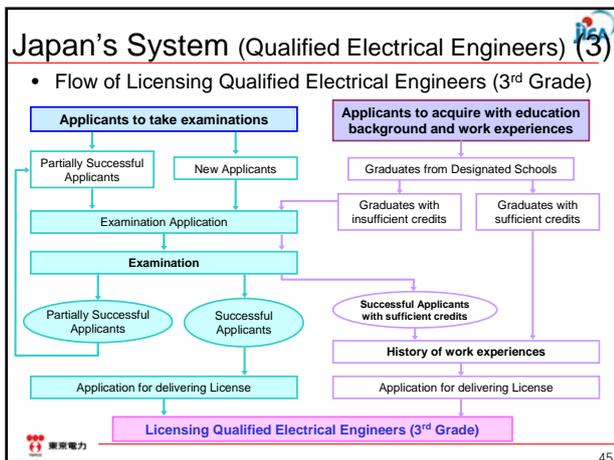 Japan's System (Qualified Electrical Engineers) (3)
jica
• Flow of Licensing Qualified Electrical Engineers (3rd Grade)
Applicants to take examinations
Applicants to acquire with education
background and work experiences
Partially Successful
Applicants
New Applicants
Graduates from Designated Schools
Graduates with
insufficient credits
Graduates with
sufficient credits
Examination Application
Examination
Partially Successful
Applicants
Successful
Applicants
Successful Applicants
with sufficient credits
History of work experiences
Application for delivering License
Application for delivering License
Licensing Qualified Electrical Engineers (3rd Grade)
TEPCO
東京電力
45